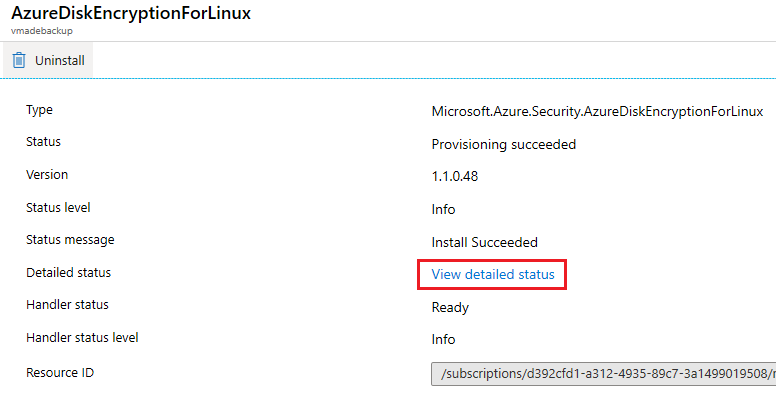 AzureDiskEncryptionForLinux
vmadebackup
Uninstall
Type Microsoft.Azure.Security.AzureDiskEncryptionForLinux
Status Provisioning succeeded
Version 1.1.0.48
Status level Info
Status message Install Succeeded
Detailed status View detailed status
Handler status Ready
Handler status level Info
Resource ID /subscriptions/d392cfd1-a312-4935-89c7-3a1499019508/